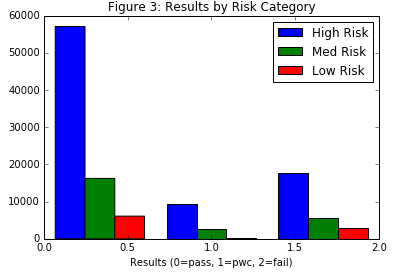 Figure 3: Results by Risk Category
60000
50000
40000
30000
20000
10000
0
High Risk
Med Risk
Low Risk
0.0 0.5 1.0 1.5 2.0
Results (0=pass, 1=pwc, 2=fail)